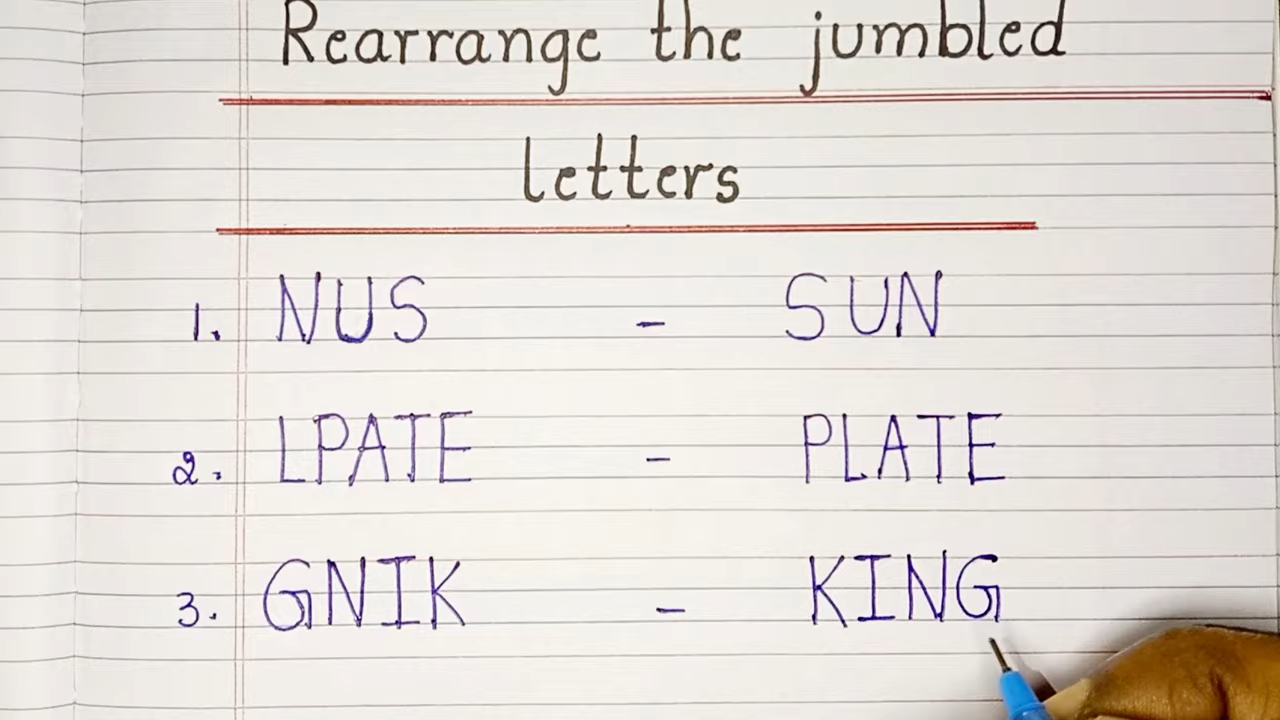 Rearrange the jumbled
letters
1. NUS - SUN
2. LPATE - PLATE
3. GNIK - KING